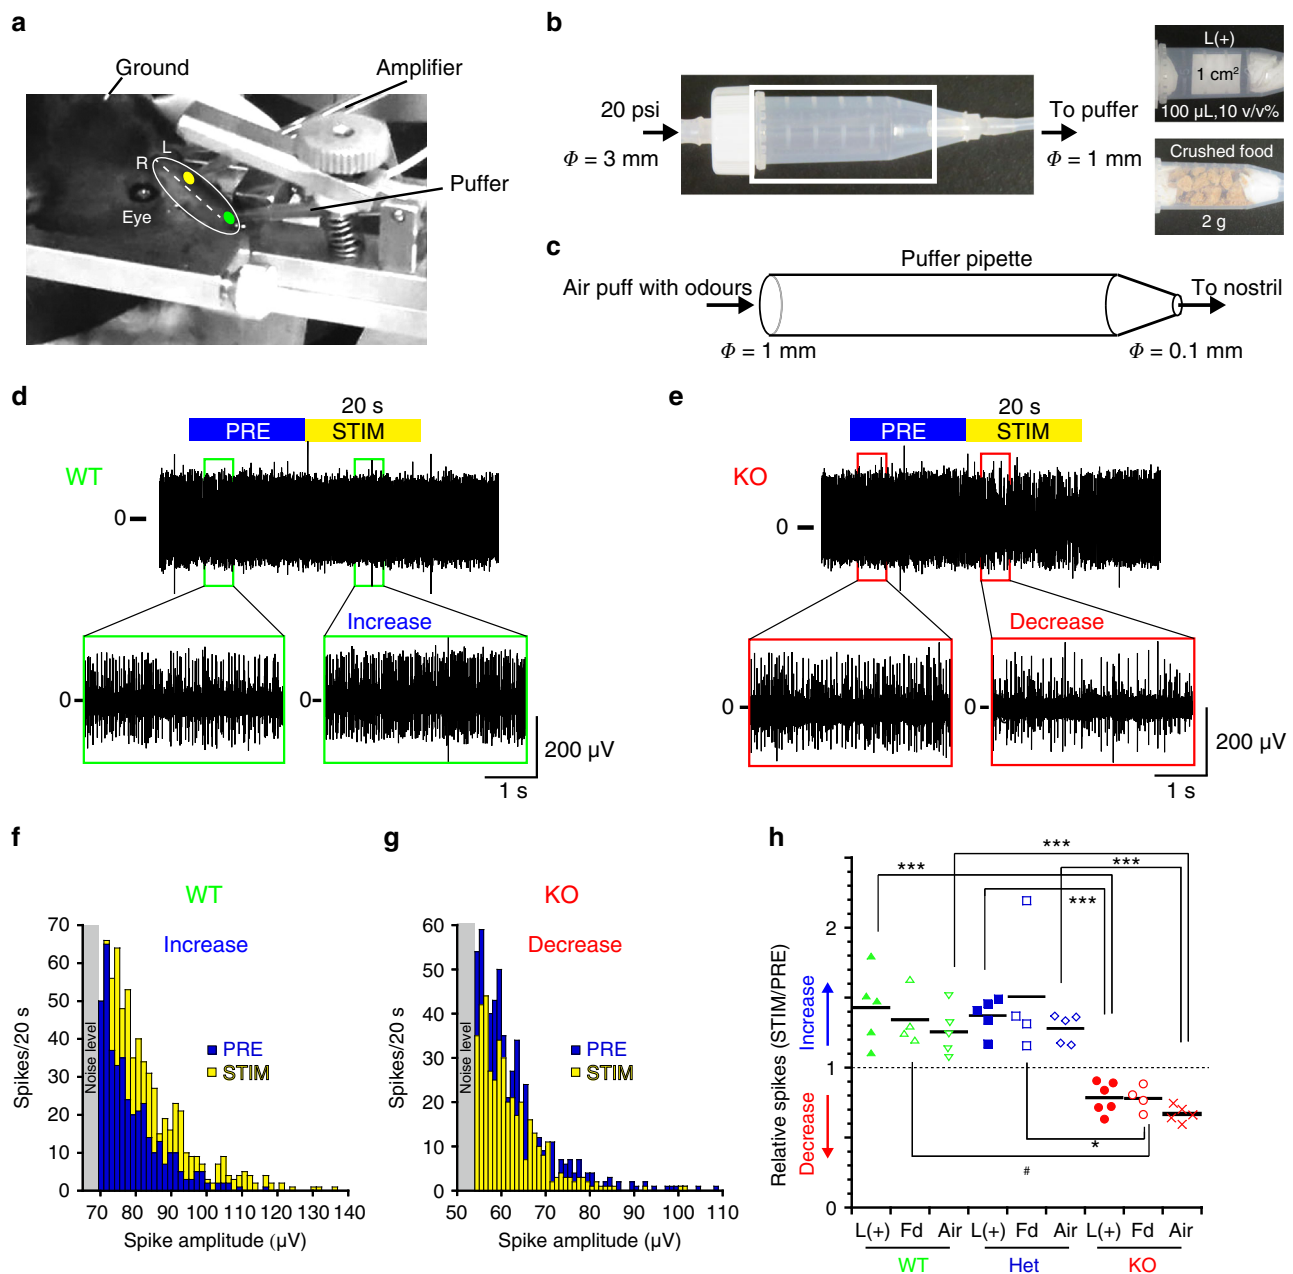 a
Ground
Amplifier
L
R
Eye
Puffer
b
20 psi
Φ = 3 mm
To puffer
Φ = 1 mm
L(+)
1 cm²
100 µL,10 v/v%
Crushed food
2 g
c
Puffer pipette
Air puff with odours
To nostril
Φ = 1 mm
Φ = 0.1 mm
d
20 s
PRE
STIM
WT
0
Increase
0
0
200 µV
1 s
e
20 s
PRE
STIM
KO
0
Decrease
0
0
200 µV
1 s
f
WT
Increase
70
60
50
40
30
20
10
0
Spikes/20 s
Noise level
PRE
STIM
70 80 90 100 110 120 130 140
Spike amplitude (µV)
g
KO
Decrease
60
50
40
30
20
10
0
Spikes/20 s
Noise level
PRE
STIM
50 60 70 80 90 100 110
Spike amplitude (µV)
h
***
***
***
***
2
1
0
Relative spikes (STIM/PRE)
Increase
Decrease
*
#
L(+) Fd Air L(+) Fd Air L(+) Fd Air
WT Het KO